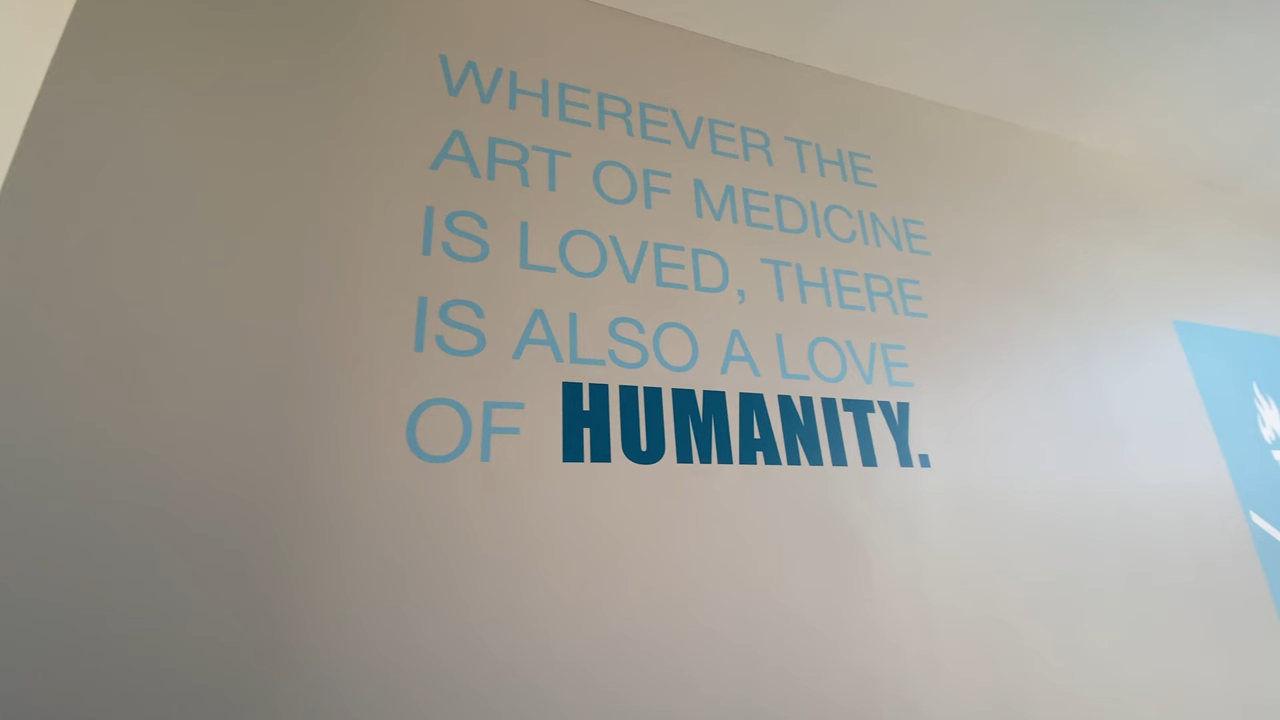 WHEREVER THE
ART OF MEDICINE
IS LOVED, THERE
IS ALSO A LOVE
OF HUMANITY.